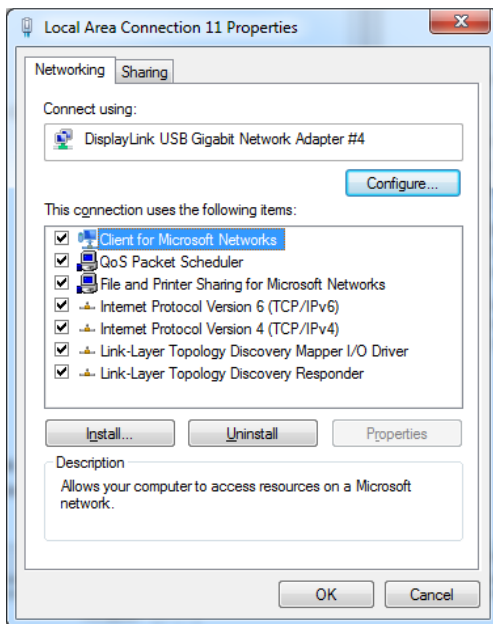 Local Area Connection 11 Properties
Networking
Sharing
Connect using:
DisplayLink USB Gigabit Network Adapter #4
Configure...
This connection uses the following items:
Client for Microsoft Networks
QoS Packet Scheduler
File and Printer Sharing for Microsoft Networks
Internet Protocol Version 6 (TCP/IPv6)
Internet Protocol Version 4 (TCP/IPv4)
Link-Layer Topology Discovery Mapper I/O Driver
Link-Layer Topology Discovery Responder
Install...
Uninstall
Properties
Description
Allows your computer to access resources on a Microsoft
network.
OK
Cancel